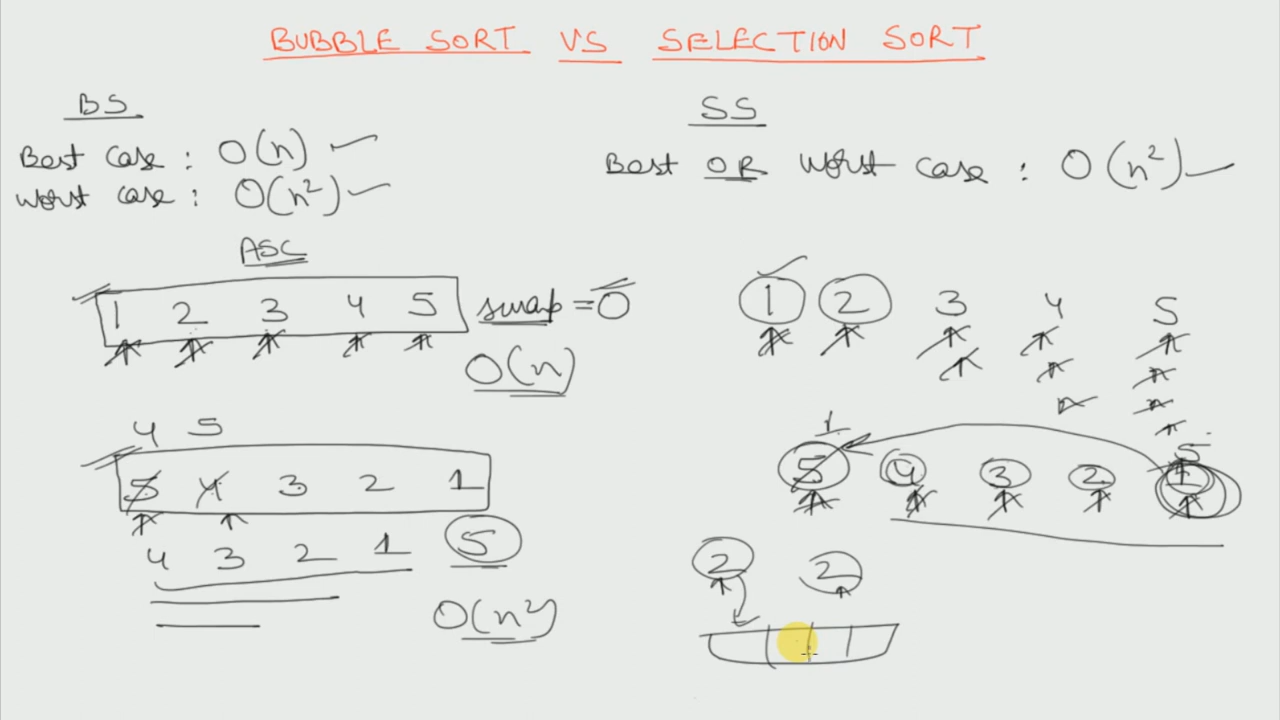 BUBBLE SORT VS SELECTION SORT
BS
Best case : O(n)
Worst case : O(n²)
ASC
1 2 3 4 5 swap = 0
O(n)
4 5
5 4 3 2 1
4 3 2 1 5
O(n²)
SS
Best OR Worst case : O(n²)
1 2 3 4 5
1 5
5 4 3 2 1
2 2